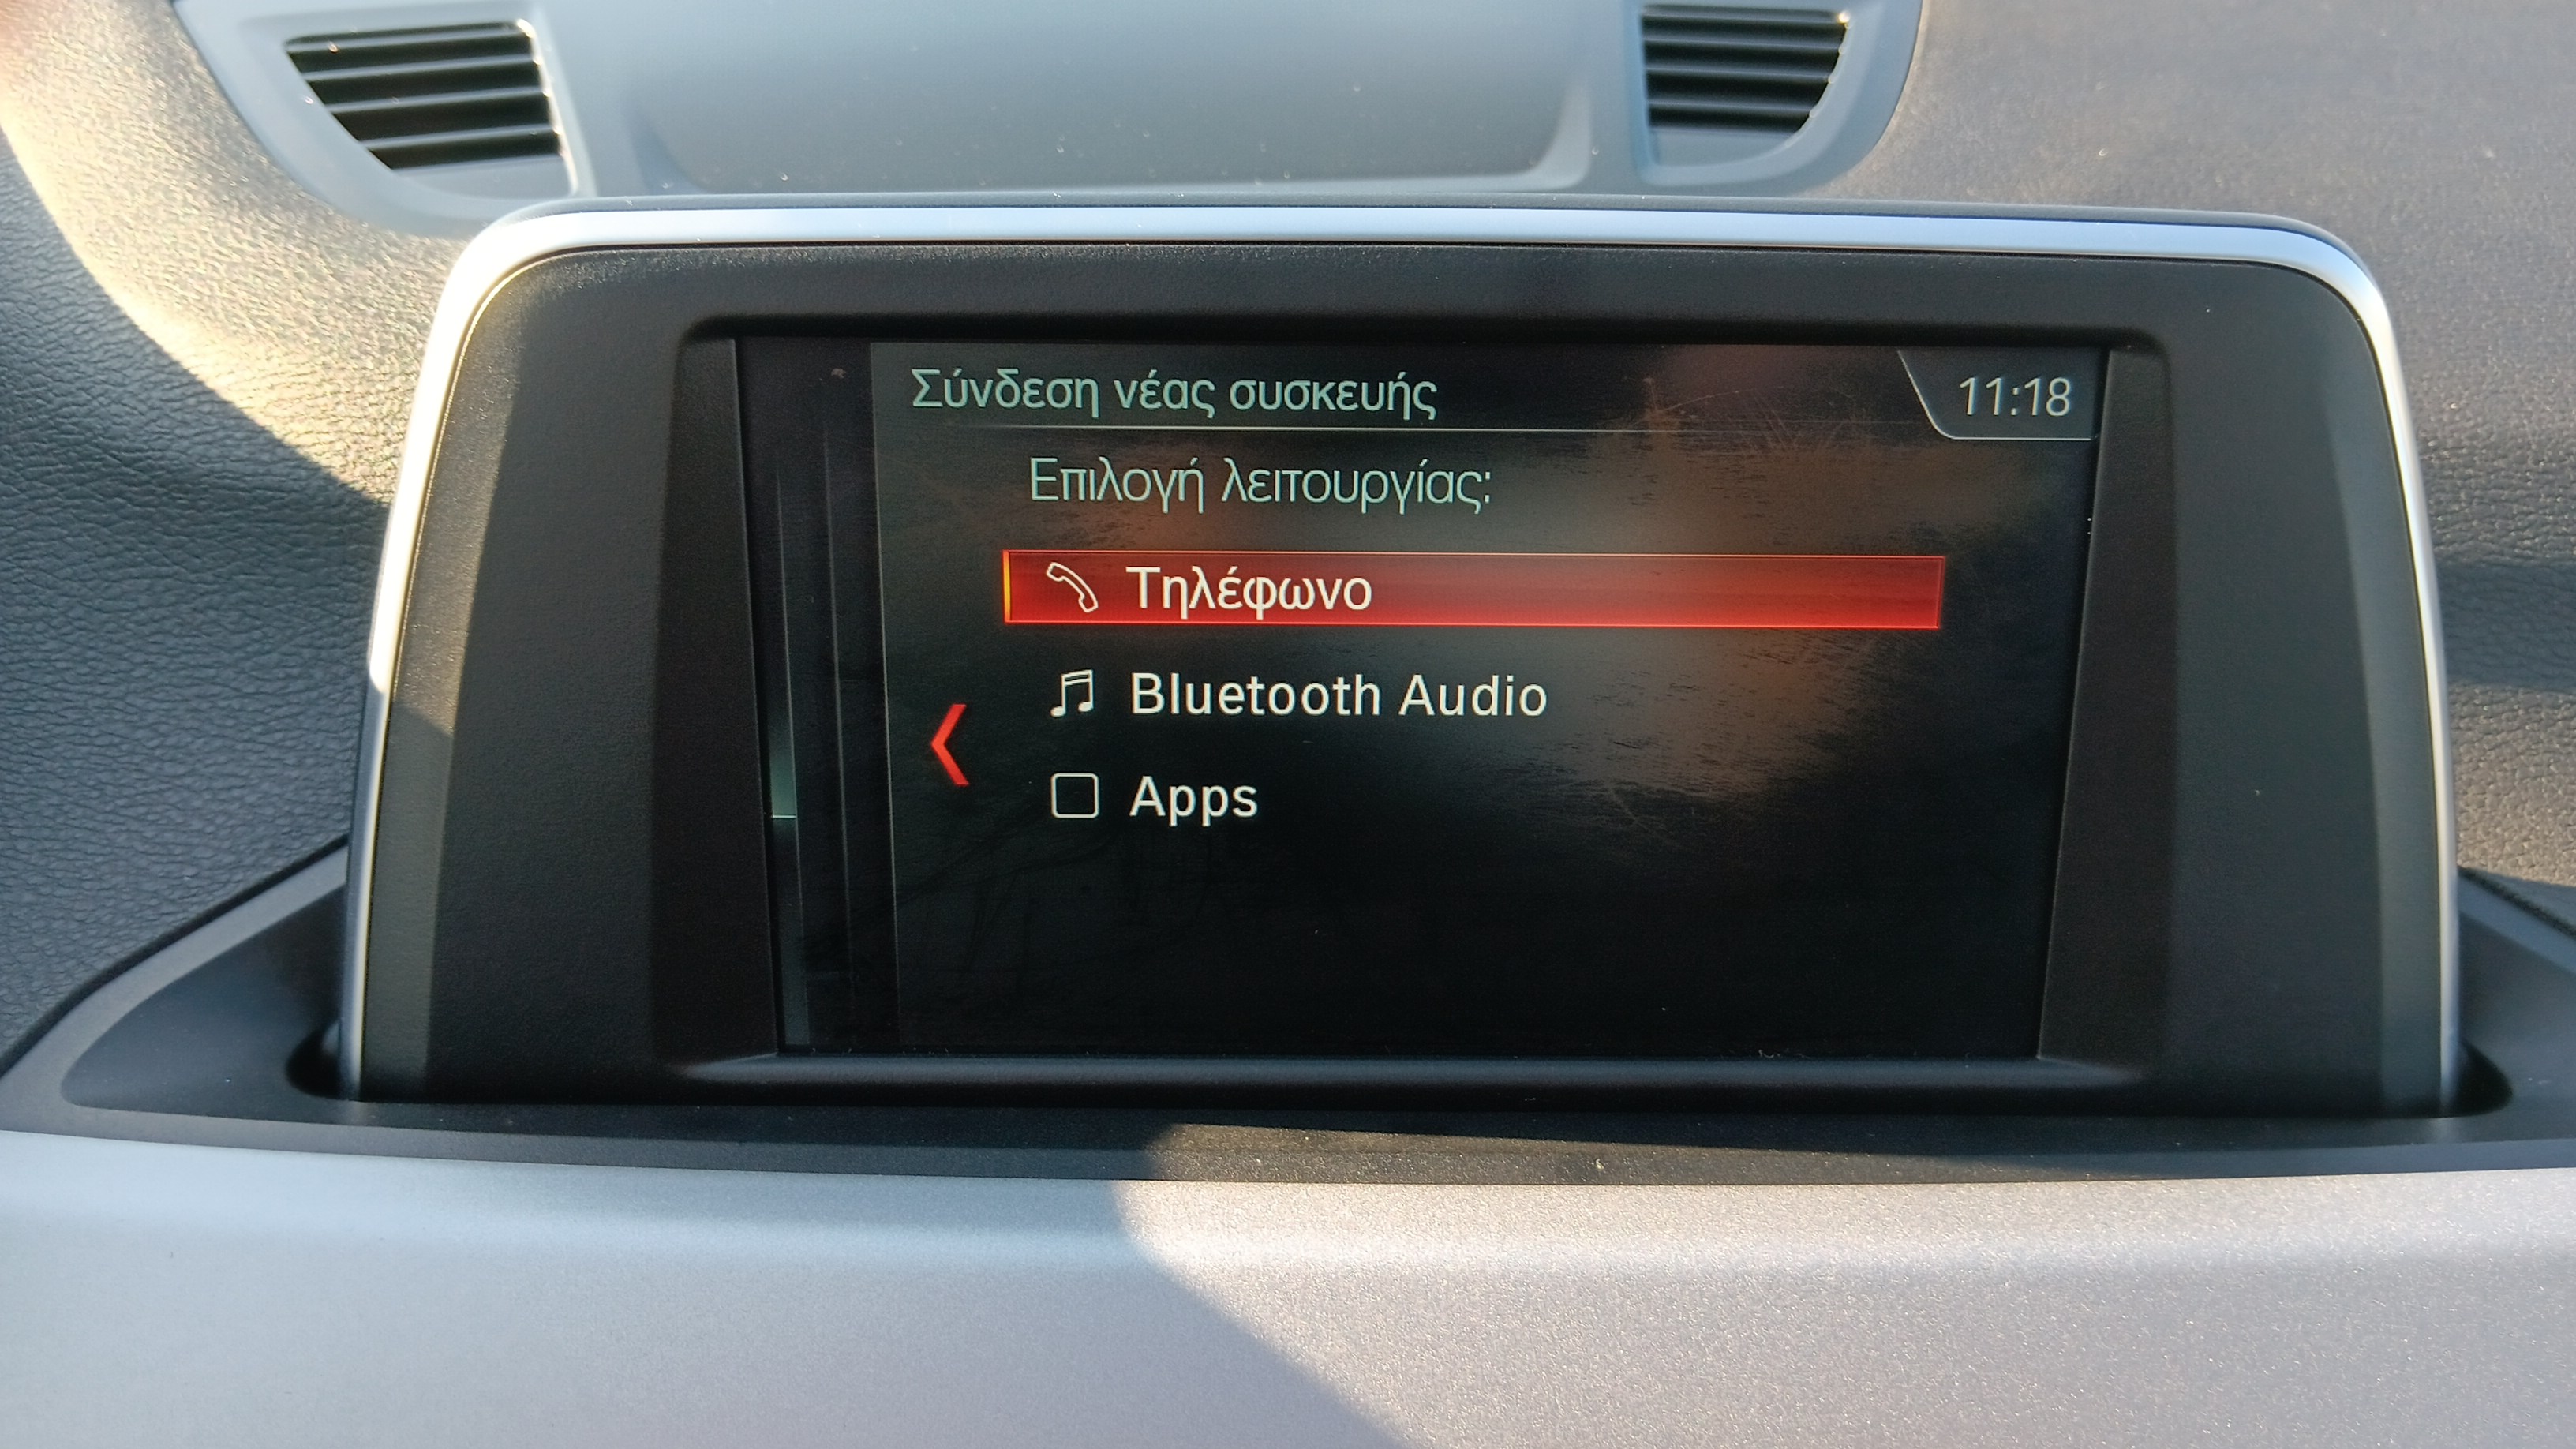 Σύνδεση νέας συσκευής
11:18
Επιλογή λειτουργίας:
Τηλέφωνο
Bluetooth Audio
Apps